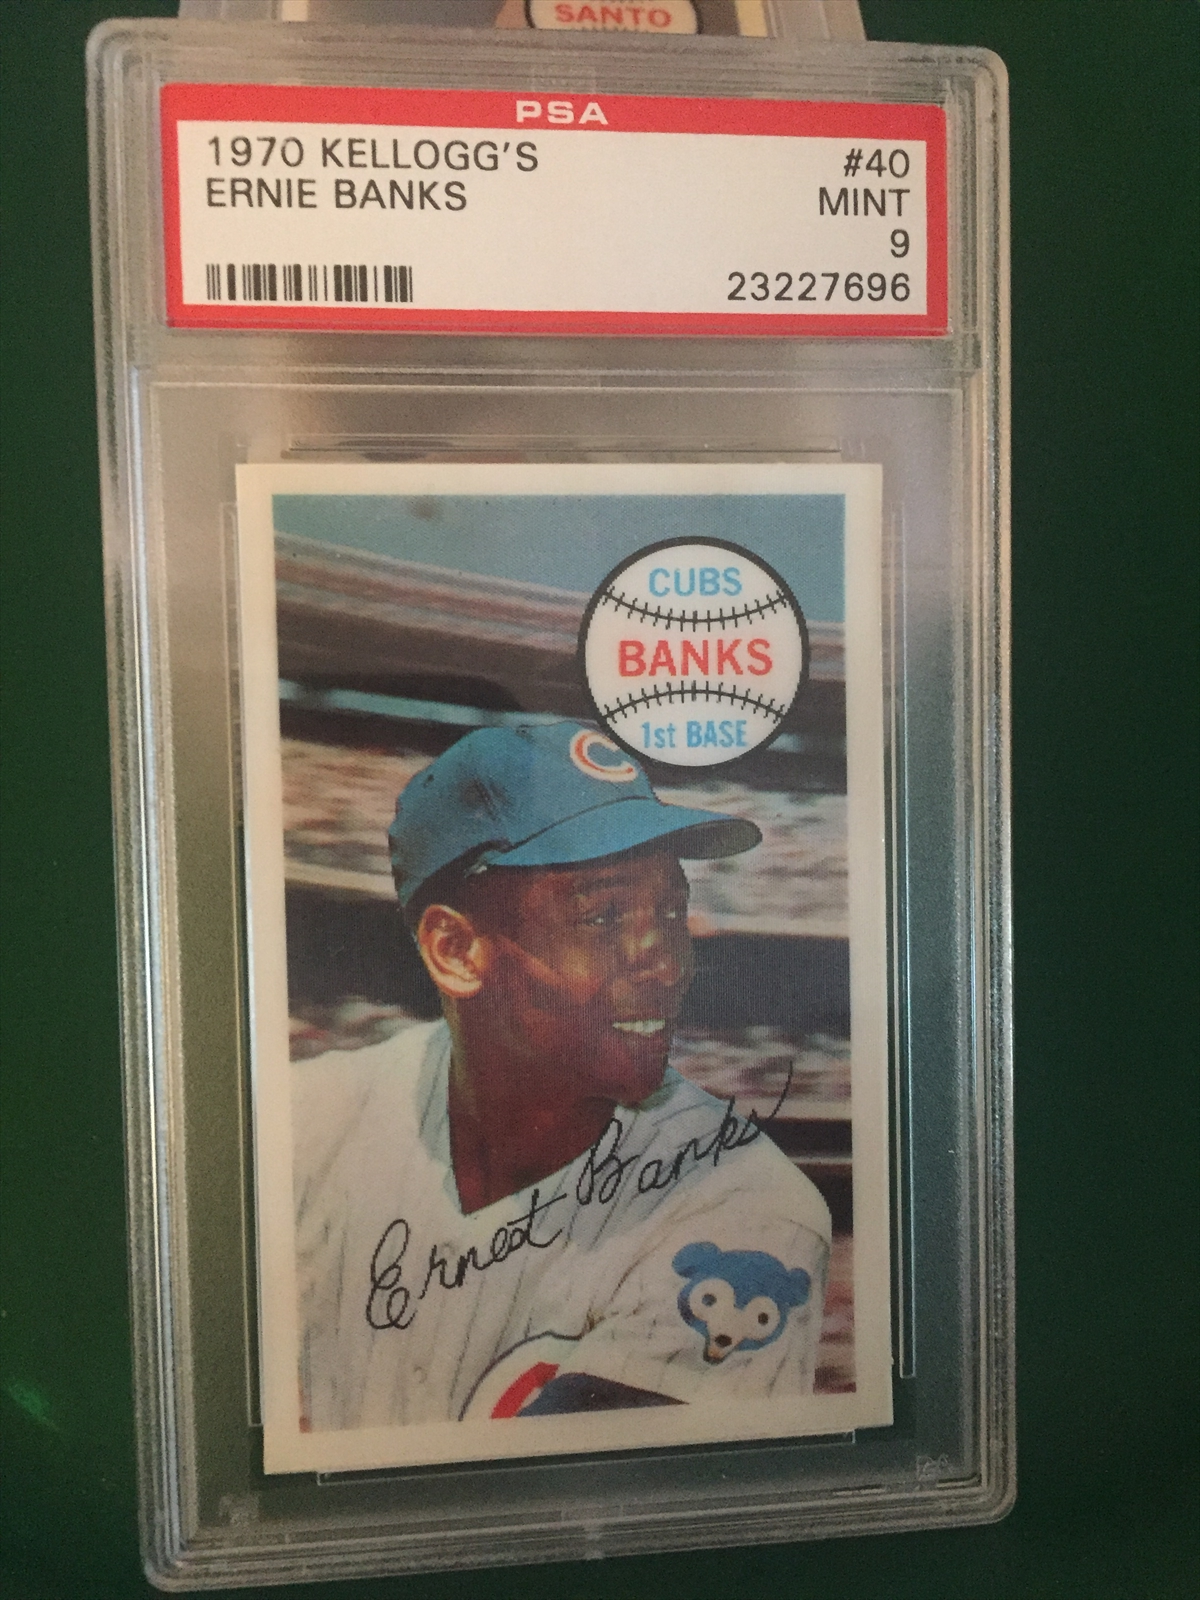 SANTO
PSA
1970 KELLOGG'S #40
ERNIE BANKS MINT
9
23227696
CUBS
BANKS
1st BASE
C
Ernest Banks